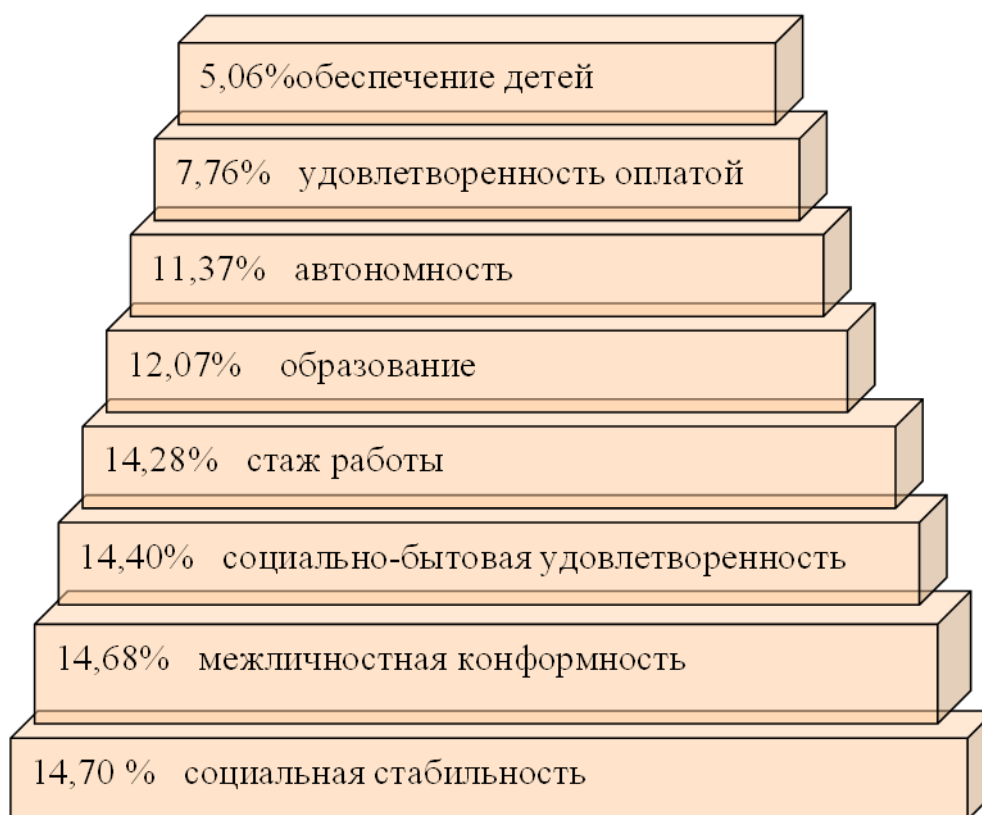 5,06%обеспечение детей
7,76% удовлетворенность оплатой
11,37% автономность
12,07% образование
14,28% стаж работы
14,40% социально-бытовая удовлетворенность
14,68% межличностная конформность
14,70 % социальная стабильность